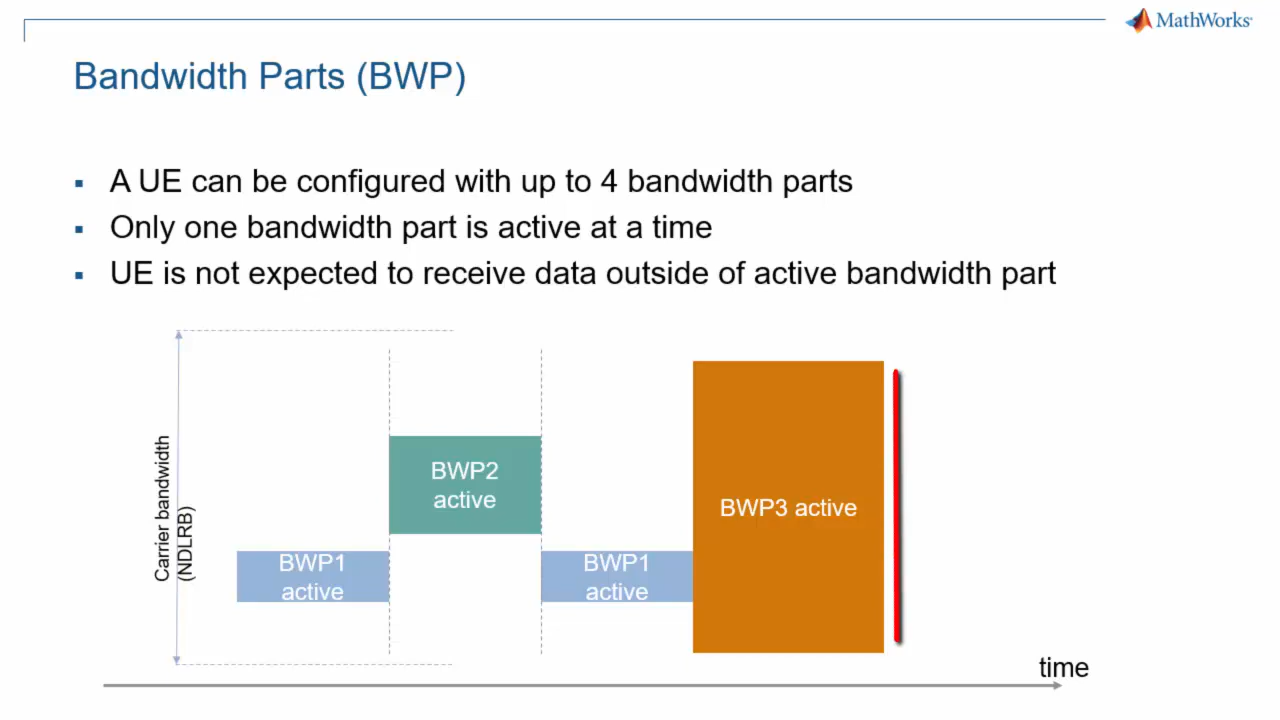 MathWorks
Bandwidth Parts (BWP)
A UE can be configured with up to 4 bandwidth parts
Only one bandwidth part is active at a time
UE is not expected to receive data outside of active bandwidth part
Carrier bandwidth
(NDLRB)
BWP1
active
BWP2
active
BWP1
active
BWP3 active
time